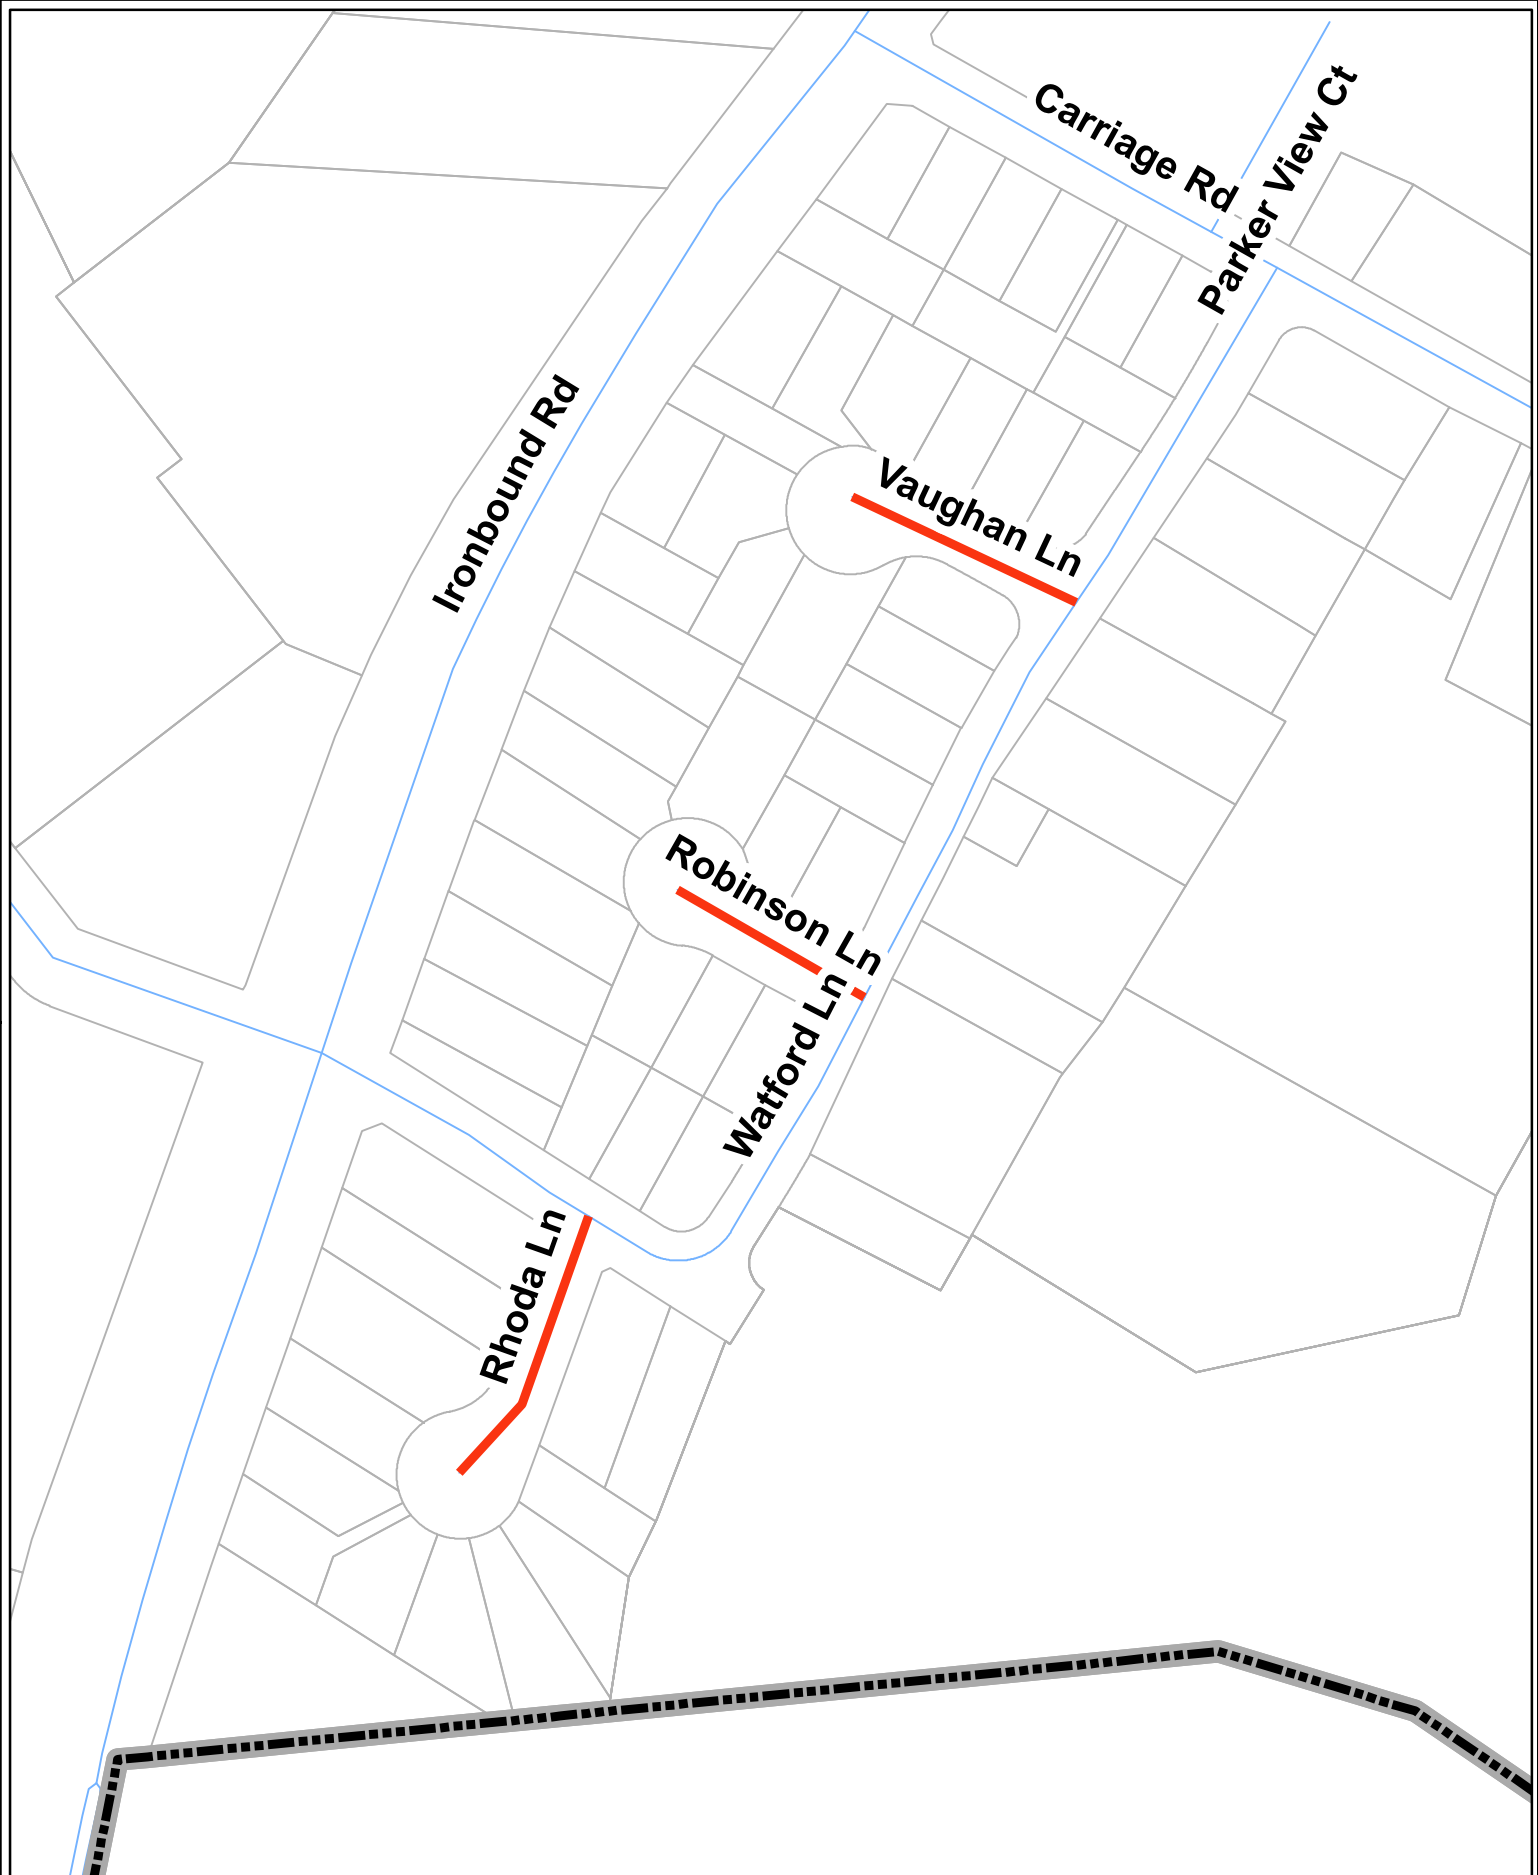 Carriage Rd
Parker View Ct
Ironbound Rd
Vaughan Ln
Robinson Ln
Watford Ln
Rhoda Ln